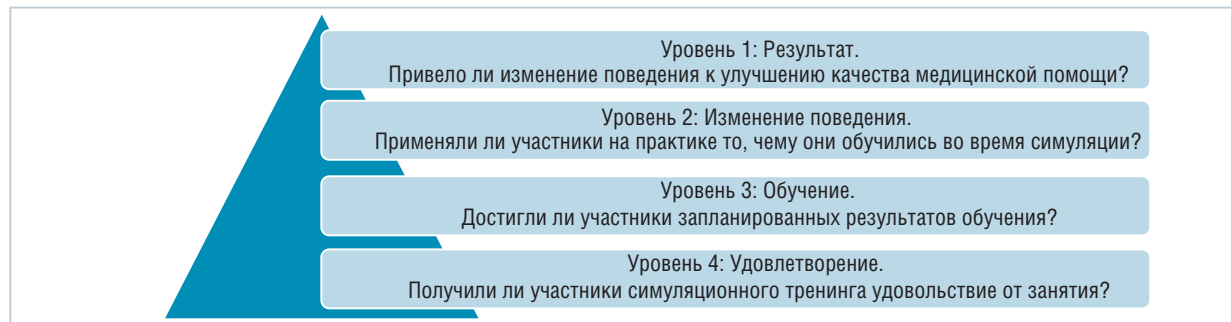 Уровень 1: Результат.
Привело ли изменение поведения к улучшению качества медицинской помощи?
Уровень 2: Изменение поведения.
Применяли ли участники на практике то, чему они обучились во время симуляции?
Уровень 3: Обучение.
Достигли ли участники запланированных результатов обучения?
Уровень 4: Удовлетворение.
Получили ли участники симуляционного тренинга удовольствие от занятия?